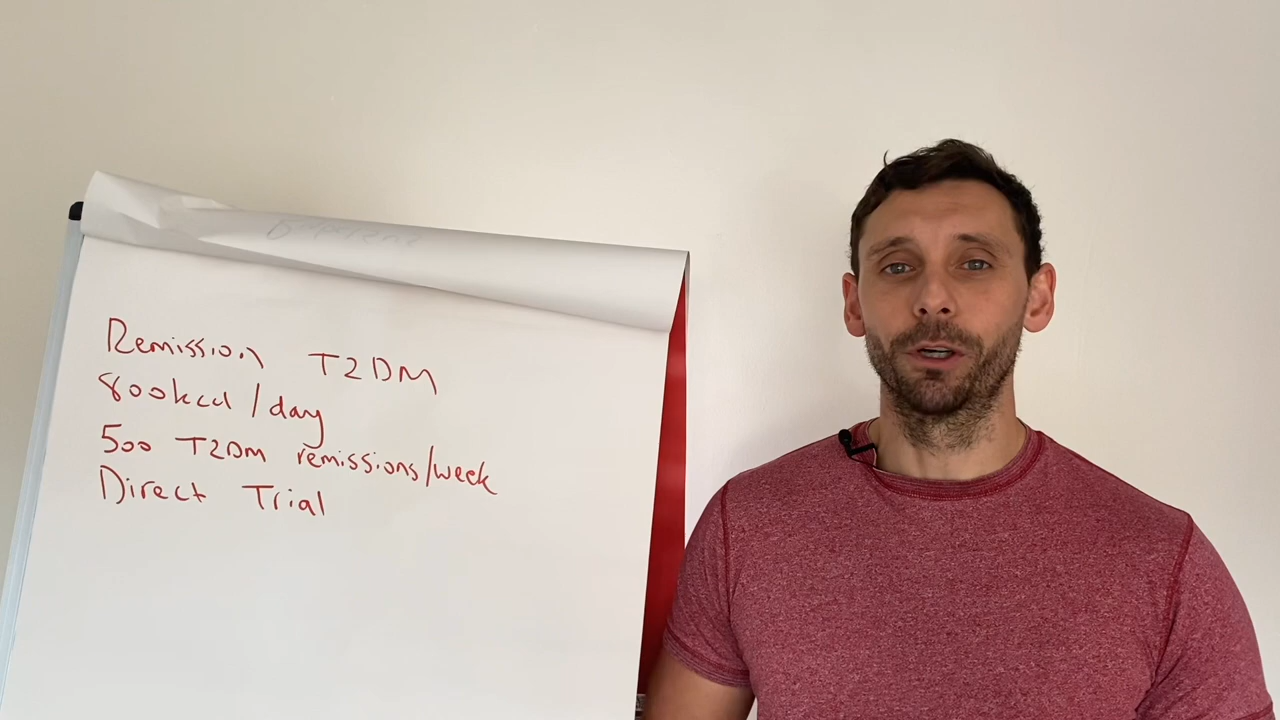 Remission T2DM
800kcal/day
500 T2DM remissions/week
Direct Trial